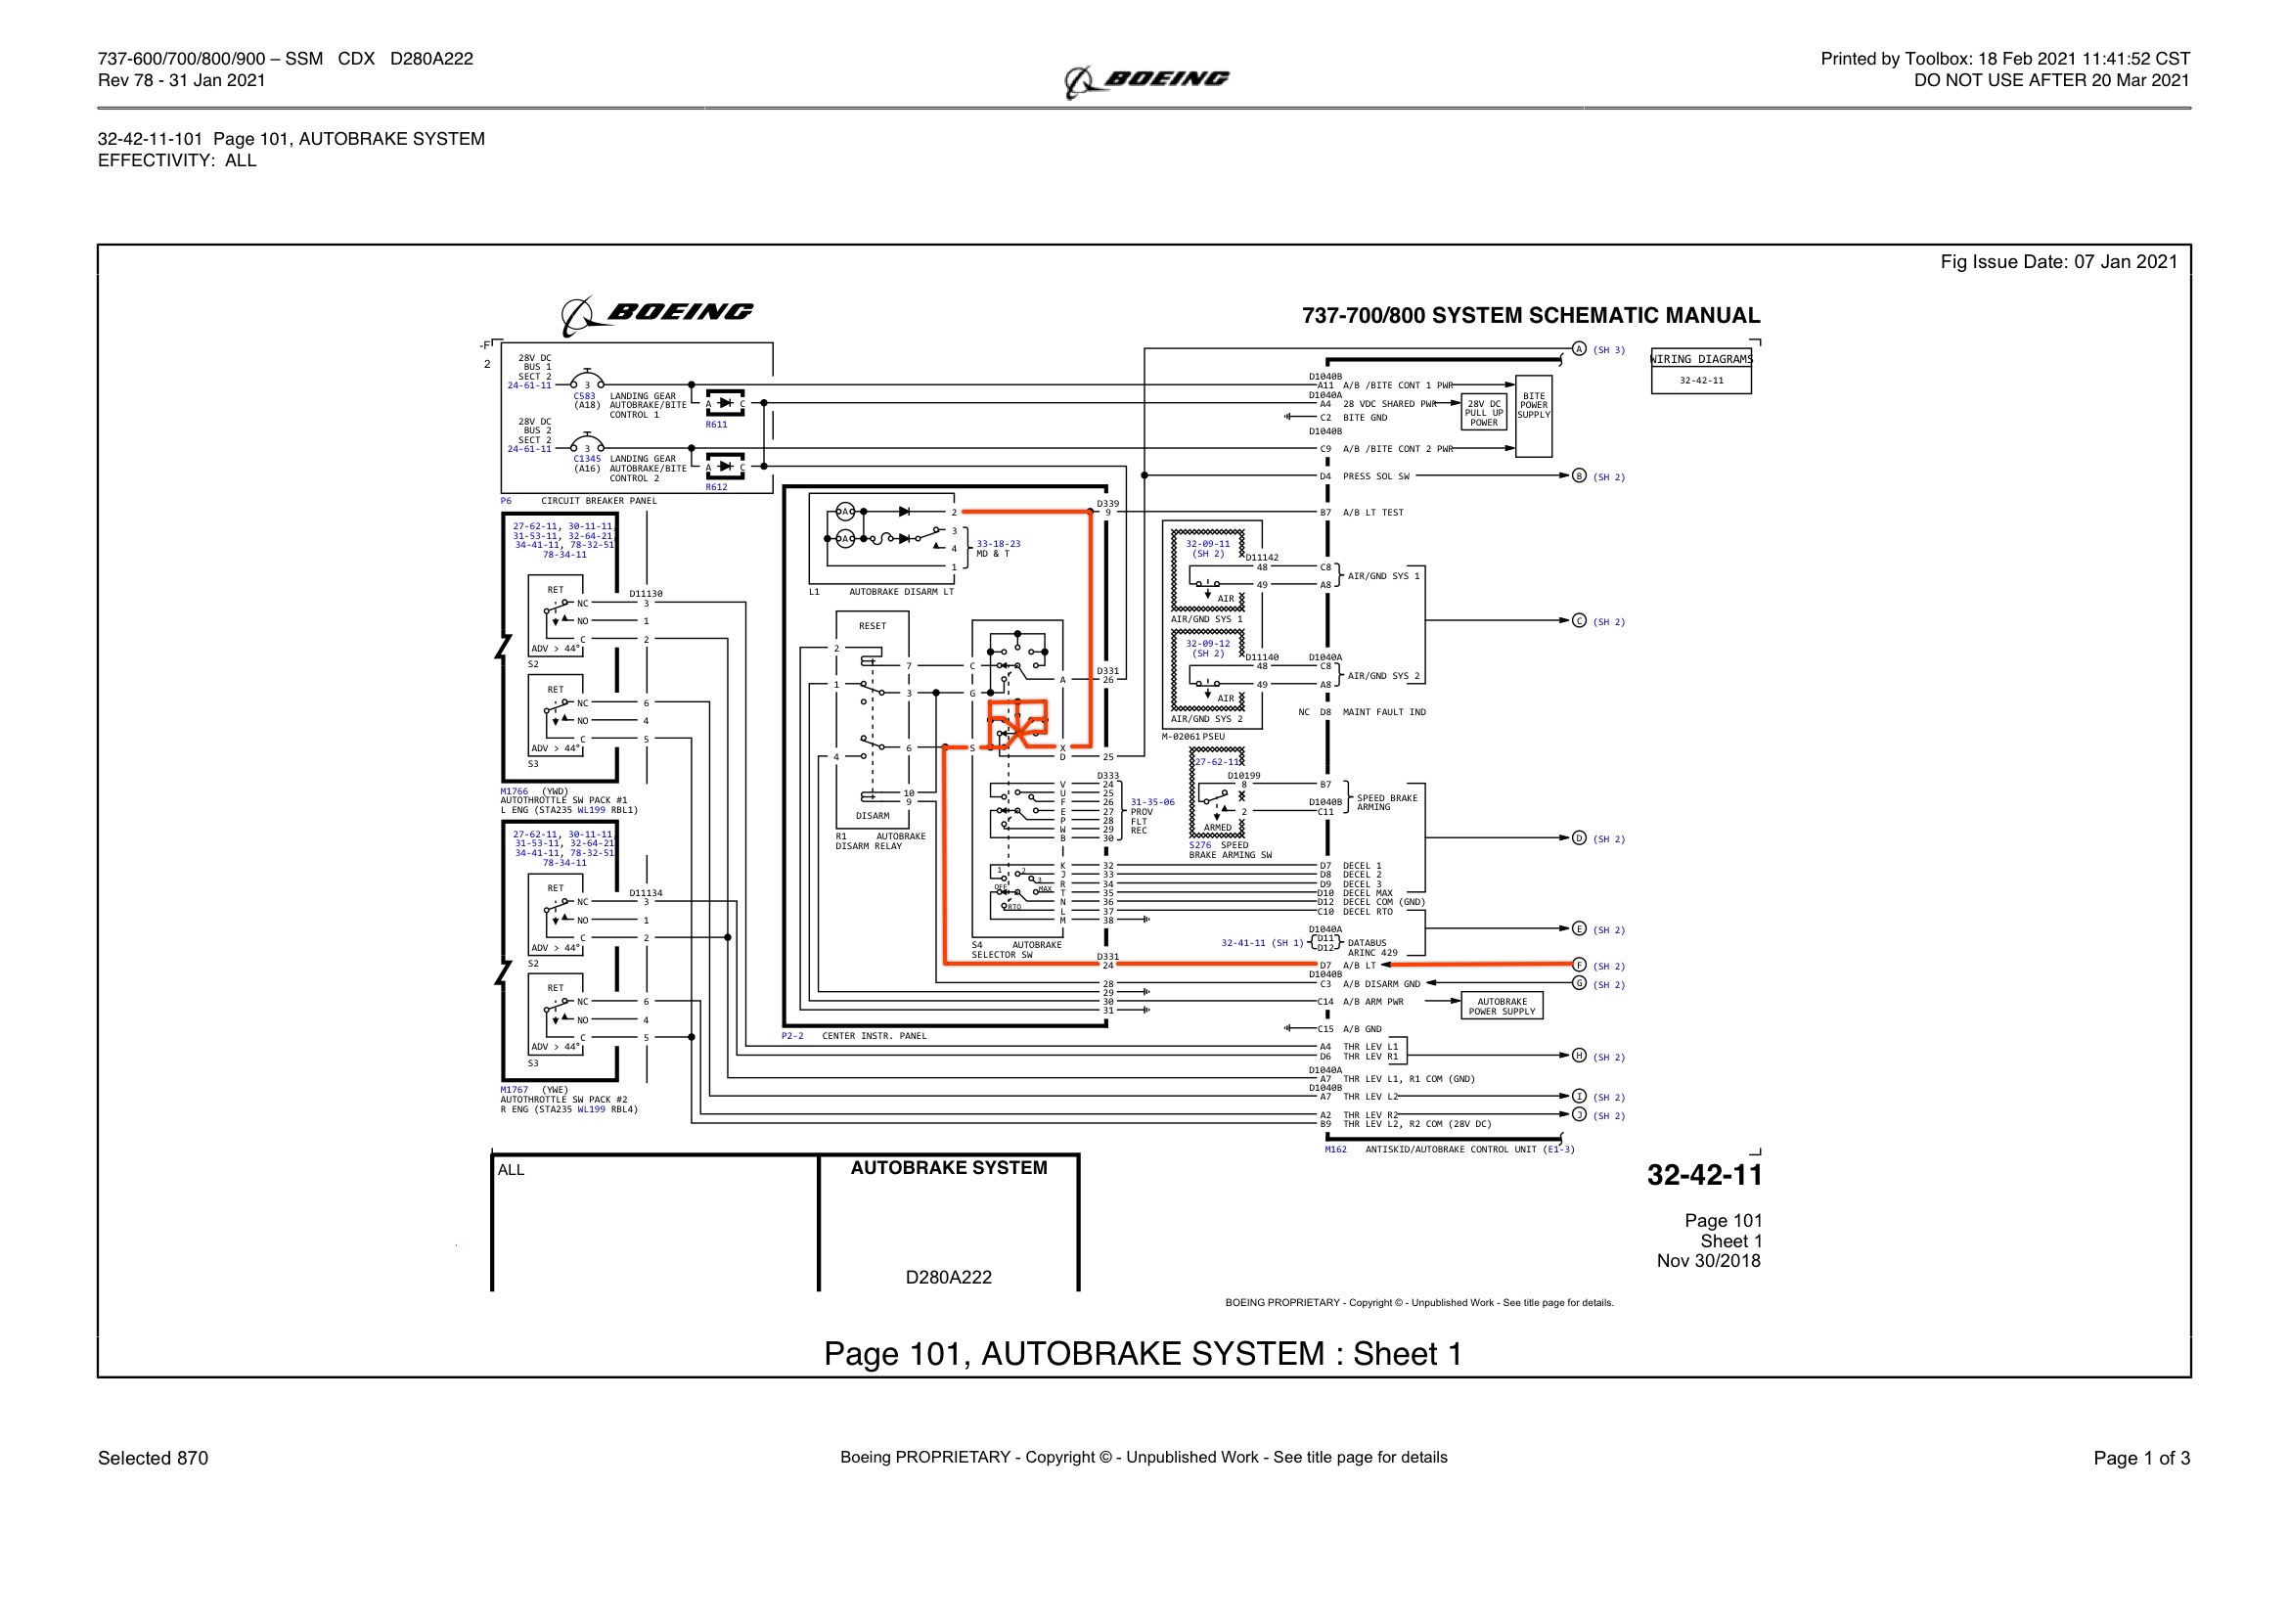 737-600/700/800/900 – SSM CDX D280A222
Rev 78 - 31 Jan 2021
BOEING
Printed by Toolbox: 18 Feb 2021 11:41:52 CST
DO NOT USE AFTER 20 Mar 2021
32-42-11-101 Page 101, AUTOBRAKE SYSTEM
EFFECTIVITY: ALL
Fig Issue Date: 07 Jan 2021
BOEING
737-700/800 SYSTEM SCHEMATIC MANUAL
-F
2
28V DC
BUS 1
SECT 2
24-61-11
3
C583
(A18)
LANDING GEAR
AUTOBRAKE/BITE
CONTROL 1
A C
R611
28V DC
BUS 2
SECT 2
24-61-11
3
C1345
(A16)
LANDING GEAR
AUTOBRAKE/BITE
CONTROL 2
A C
R612
P6 CIRCUIT BREAKER PANEL
27-62-11, 30-11-11,
31-53-11, 32-64-21,
34-41-11, 78-32-51
78-34-11
RET
NC
NO
C
ADV > 44°
S2
D11130
3
1
2
RET
NC
NO
C
ADV > 44°
S3
6
4
5
M1766 (YWD)
AUTOTHROTTLE SW PACK #1
L ENG (STA235 WL199 RBL1)
27-62-11, 30-11-11,
31-53-11, 32-64-21,
34-41-11, 78-32-51
78-34-11
RET
NC
NO
C
ADV > 44°
S2
D11134
3
1
2
RET
NC
NO
C
ADV > 44°
S3
6
4
5
M1767 (YWE)
AUTOTHROTTLE SW PACK #2
R ENG (STA235 WL199 RBL4)
A
A
2
3
4
1
33-18-23
MD & T
L1 AUTOBRAKE DISARM LT
RESET
2
1
4
7
3
6
10
9
DISARM
R1 AUTOBRAKE
DISARM RELAY
C
G
S
A
X
D
V
U
F
E
P
W
B
K
J
R
T
N
L
M
1
2
3
OFF
MAX
RTO
S4 AUTOBRAKE
SELECTOR SW
D339
9
D331
26
25
D333
24
25
26
27
28
29
30
31-35-06
PROV
FLT
REC
32
33
34
35
36
37
38
D331
24
28
29
30
31
P2-2 CENTER INSTR. PANEL
32-09-11
(SH 2)
D11142
48
49
AIR
AIR/GND SYS 1
32-09-12
(SH 2)
D11140
48
49
AIR
AIR/GND SYS 2
M-02061 PSEU
27-62-11
D10199
8
2
ARMED
S276 SPEED
BRAKE ARMING SW
A (SH 3)
D1040B
A11 A/B /BITE CONT 1 PWR
D1040A
A4 28 VDC SHARED PWR
C2 BITE GND
D1040B
C9 A/B /BITE CONT 2 PWR
28V DC
PULL UP
POWER
BITE
POWER
SUPPLY
D4 PRESS SOL SW
B (SH 2)
B7 A/B LT TEST
C8
A8
AIR/GND SYS 1
C (SH 2)
D1040A
C8
A8
AIR/GND SYS 2
NC D8 MAINT FAULT IND
B7
D1040B
C11
SPEED BRAKE
ARMING
D (SH 2)
D7 DECEL 1
D8 DECEL 2
D9 DECEL 3
D10 DECEL MAX
D12 DECEL COM (GND)
C10 DECEL RTO
E (SH 2)
D1040A
32-41-11 (SH 1)
D11
D12
DATABUS
ARINC 429
D7 A/B LT
F (SH 2)
D1040B
C3 A/B DISARM GND
G (SH 2)
C14 A/B ARM PWR
AUTOBRAKE
POWER SUPPLY
C15 A/B GND
A4 THR LEV L1
D6 THR LEV R1
H (SH 2)
D1040A
A7 THR LEV L1, R1 COM (GND)
D1040B
A7 THR LEV L2
I (SH 2)
A2 THR LEV R2
J (SH 2)
B9 THR LEV L2, R2 COM (28V DC)
M162 ANTISKID/AUTOBRAKE CONTROL UNIT (E1-3)
WIRING DIAGRAMS
32-42-11
ALL
AUTOBRAKE SYSTEM
D280A222
32-42-11
Page 101
Sheet 1
Nov 30/2018
BOEING PROPRIETARY - Copyright © - Unpublished Work - See title page for details.
Page 101, AUTOBRAKE SYSTEM : Sheet 1
Selected 870
Boeing PROPRIETARY - Copyright © - Unpublished Work - See title page for details
Page 1 of 3